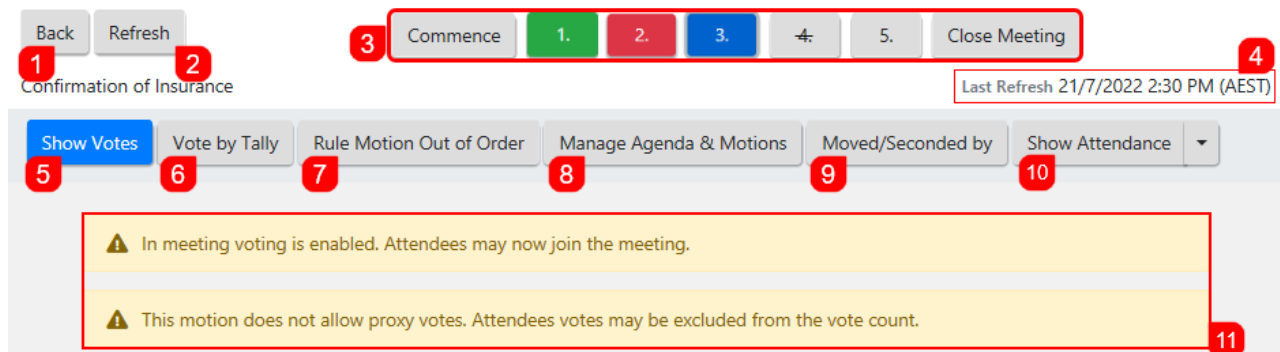 Back Refresh Commence 1. 2. 3. 4. 5. Close Meeting
1 2 3 4
Confirmation of Insurance Last Refresh 21/7/2022 2:30 PM (AEST)
Show Votes Vote by Tally Rule Motion Out of Order Manage Agenda & Motions Moved/Seconded by Show Attendance
5 6 7 8 9 10
In meeting voting is enabled. Attendees may now join the meeting.
This motion does not allow proxy votes. Attendees votes may be excluded from the vote count.
11